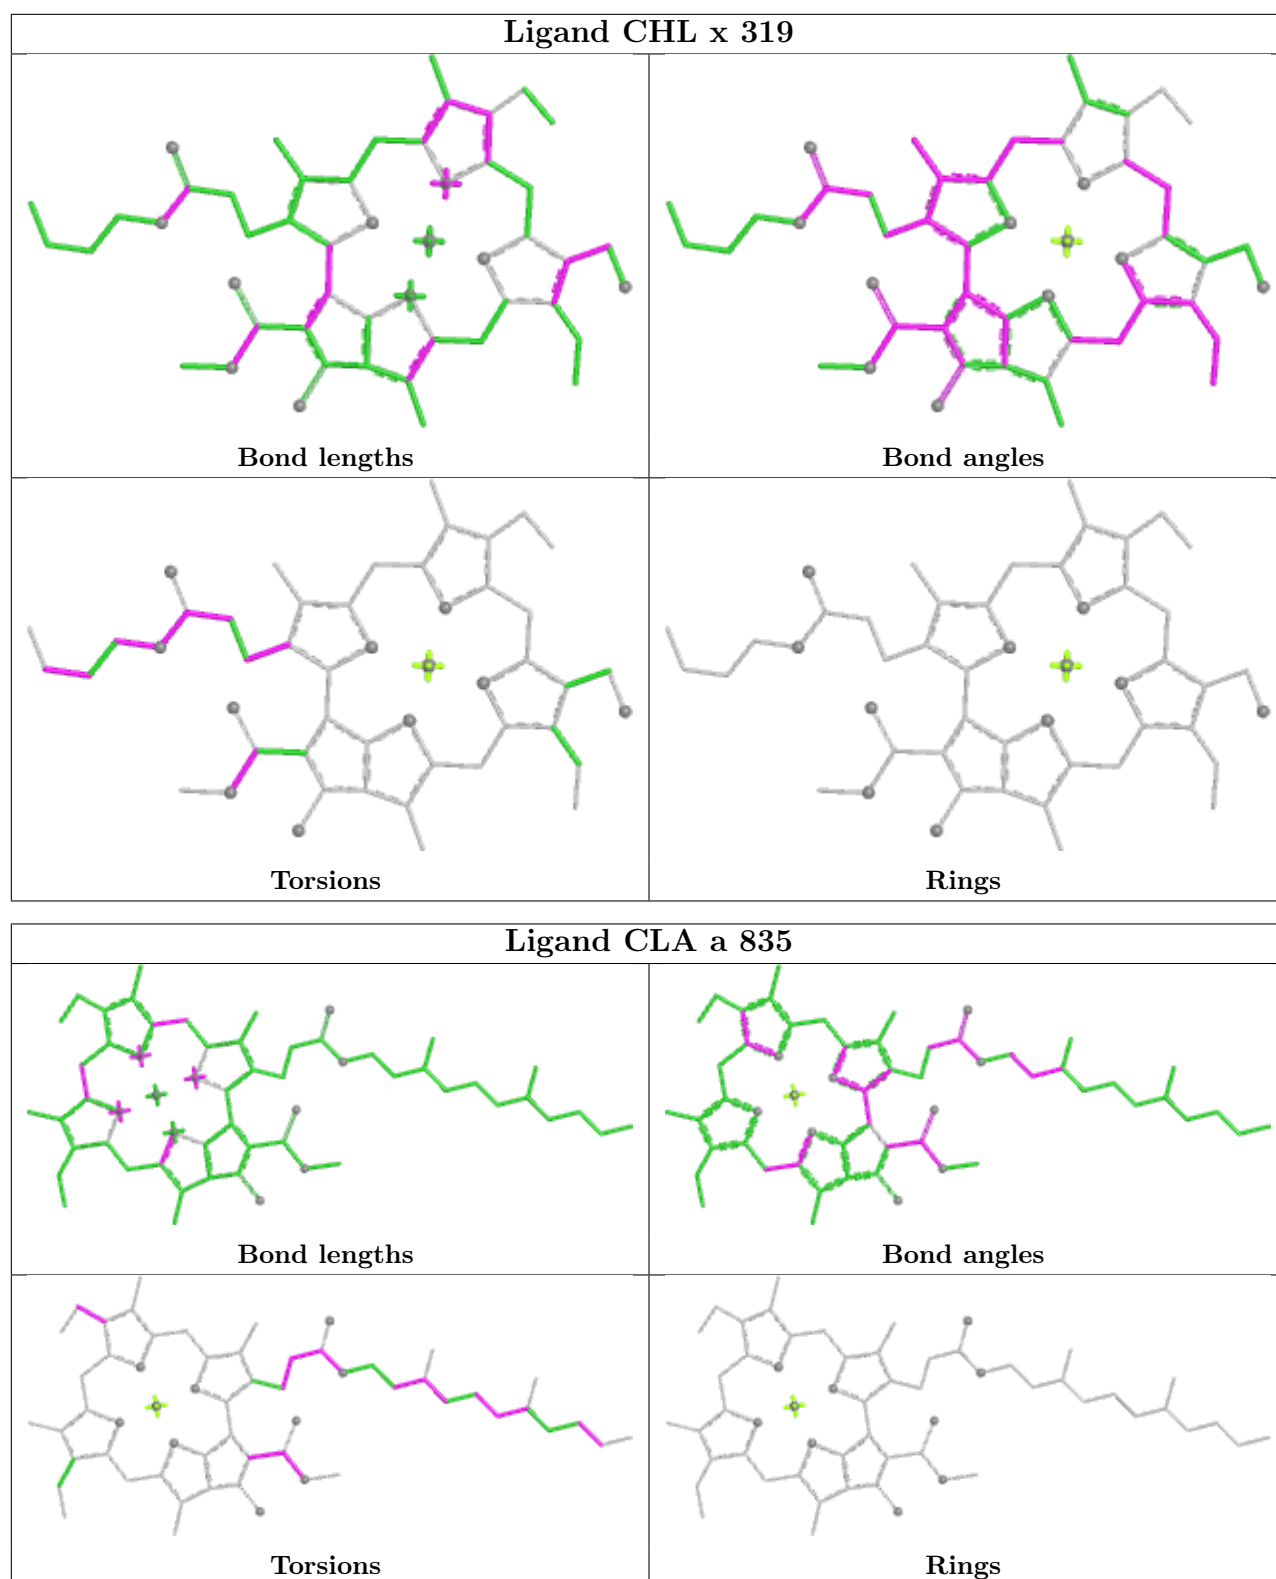 Ligand CHL x 319
Bond lengths
Bond angles
Torsions
Rings
Ligand CLA a 835
Bond lengths
Bond angles
Torsions
Rings